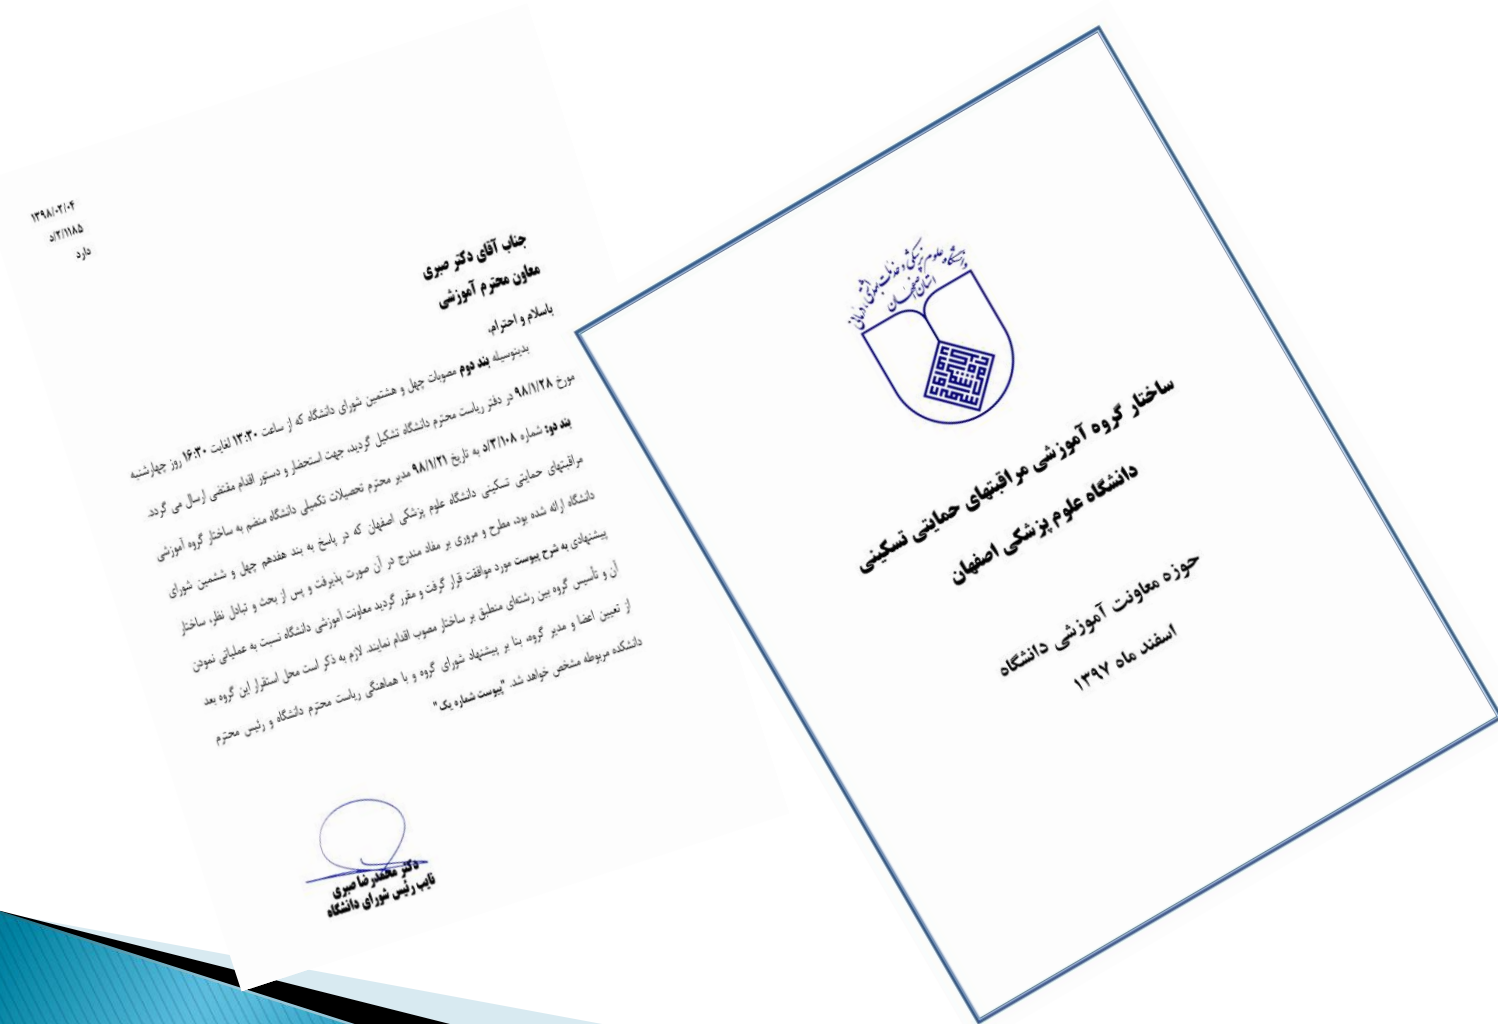 ۱۳۹۸/۰۲/۰۴
د/۲/۱۱۸۵
دارد
جناب آقای دکتر صبری
معاون محترم آموزشی
باسلام و احترام،
بدینوسیله بند دوم مصوبات چهل و هشتمین شورای دانشگاه که از ساعت ۱۳:۳۰ لغایت ۱۶:۳۰ روز چهارشنبه
مورخ ۹۸/۱/۲۸ در دفتر ریاست محترم دانشگاه تشکیل گردید، جهت استحضار و دستور اقدام مقتضی ارسال می گردد.
بند دو: شماره ۳/۱۰۸/د به تاریخ ۹۸/۱/۲۱ مدیر محترم تحصیلات تکمیلی دانشگاه منضم به ساختار گروه آموزشی
مراقبتهای حمایتی تسکینی دانشگاه علوم پزشکی اصفهان که در پاسخ به بند هفدهم چهل و ششمین شورای
دانشگاه ارائه شده بود، مطرح و مروری بر مفاد مندرج در آن صورت پذیرفت و پس از بحث و تبادل نظر، ساختار
پیشنهادی به شرح پیوست مورد موافقت قرار گرفت و مقرر گردید معاونت آموزشی دانشگاه نسبت به عملیاتی نمودن
آن و تأسیس گروه بین رشته‌ای منطبق بر ساختار مصوب اقدام نمایند. لازم به ذکر است محل استقرار این گروه بعد
از تعیین اعضا و مدیر گروه، بنا بر پیشنهاد شورای گروه و با هماهنگی ریاست محترم دانشگاه و رئیس محترم
دانشکده مربوطه مشخص خواهد شد. "پیوست شماره یک"
دکتر محمدرضا صبری
نایب رئیس شورای دانشگاه
دانشگاه علوم پزشکی و خدمات بهداشتی، درمانی
استان اصفهان
ساختار گروه آموزشی مراقبتهای حمایتی تسکینی
دانشگاه علوم پزشکی اصفهان
حوزه معاونت آموزشی دانشگاه
اسفند ماه ۱۳۹۷